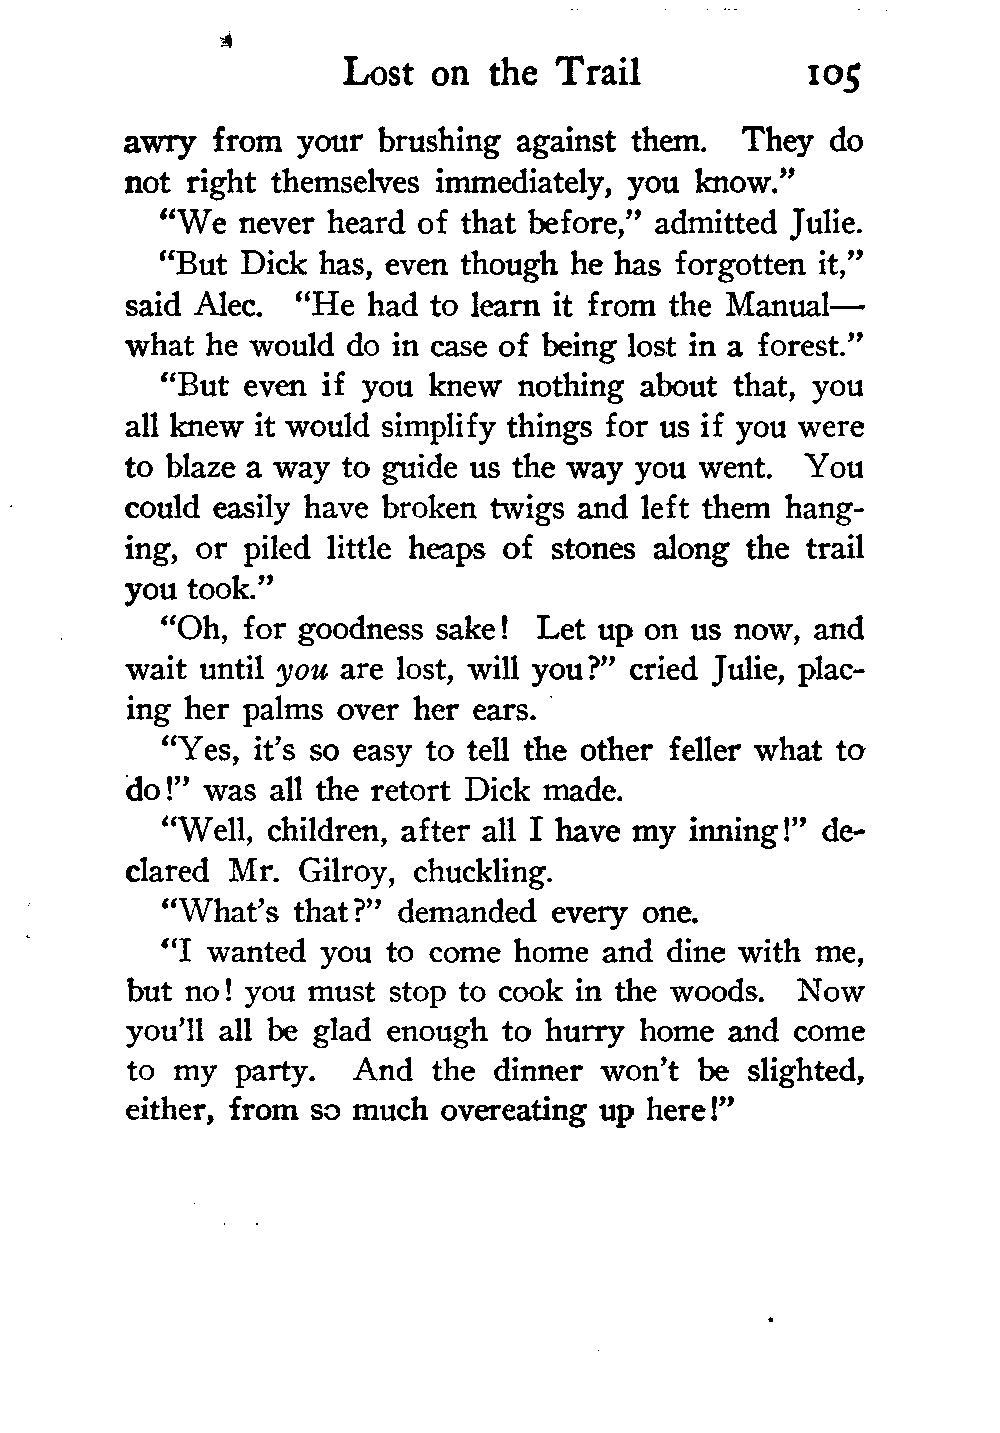 Lost on the Trail 105
awry from your brushing against them. They do
not right themselves immediately, you know."
"We never heard of that before," admitted Julie.
"But Dick has, even though he has forgotten it,"
said Alec. "He had to learn it from the Manual—
what he would do in case of being lost in a forest."
"But even if you knew nothing about that, you
all knew it would simplify things for us if you were
to blaze a way to guide us the way you went. You
could easily have broken twigs and left them hang-
ing, or piled little heaps of stones along the trail
you took."
"Oh, for goodness sake! Let up on us now, and
wait until you are lost, will you?" cried Julie, plac-
ing her palms over her ears.
"Yes, it's so easy to tell the other feller what to
do!" was all the retort Dick made.
"Well, children, after all I have my inning!" de-
clared Mr. Gilroy, chuckling.
"What's that?" demanded every one.
"I wanted you to come home and dine with me,
but no! you must stop to cook in the woods. Now
you'll all be glad enough to hurry home and come
to my party. And the dinner won't be slighted,
either, from so much overeating up here!"